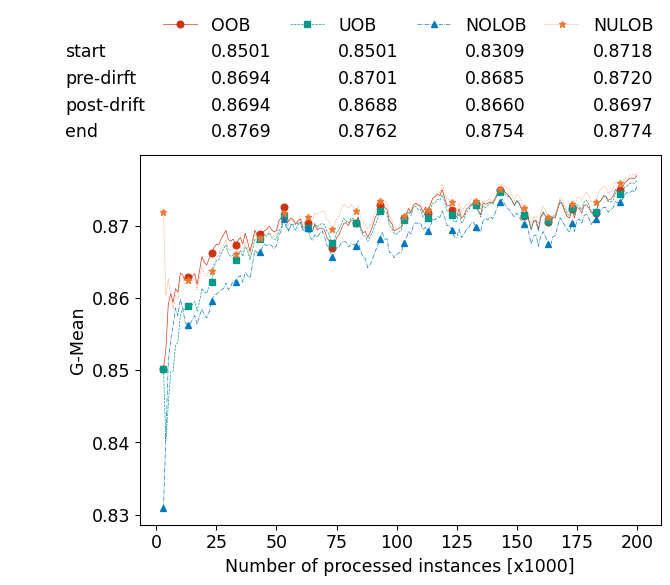 OOB UOB NOLOB NULOB
start 0.8501 0.8501 0.8309 0.8718
pre-dirft 0.8694 0.8701 0.8685 0.8720
post-drift 0.8694 0.8688 0.8660 0.8697
end 0.8769 0.8762 0.8754 0.8774
0.87
0.86
0.85
0.84
0.83
G-Mean
0 25 50 75 100 125 150 175 200
Number of processed instances [x1000]